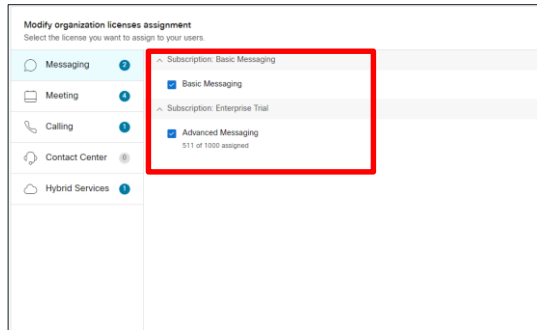 Modify organization licenses assignment
Select the license you want to assign to your users.
Messaging 2
Meeting 4
Calling 1
Contact Center 0
Hybrid Services 1
Subscription: Basic Messaging
Basic Messaging
Subscription: Enterprise Trial
Advanced Messaging
511 of 1000 assigned